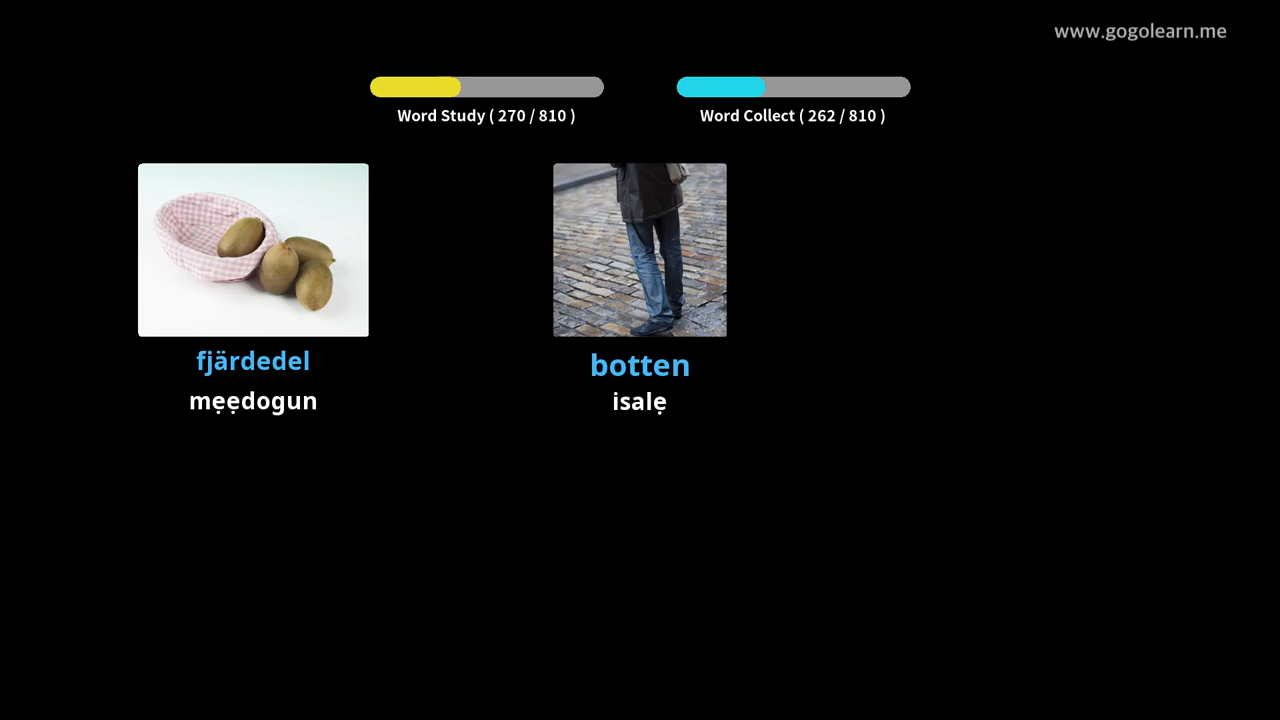 www.gogolearn.me
Word Study ( 270 / 810 )
Word Collect ( 262 / 810 )
fjärdedel
mẹẹdogun
botten
isalẹ